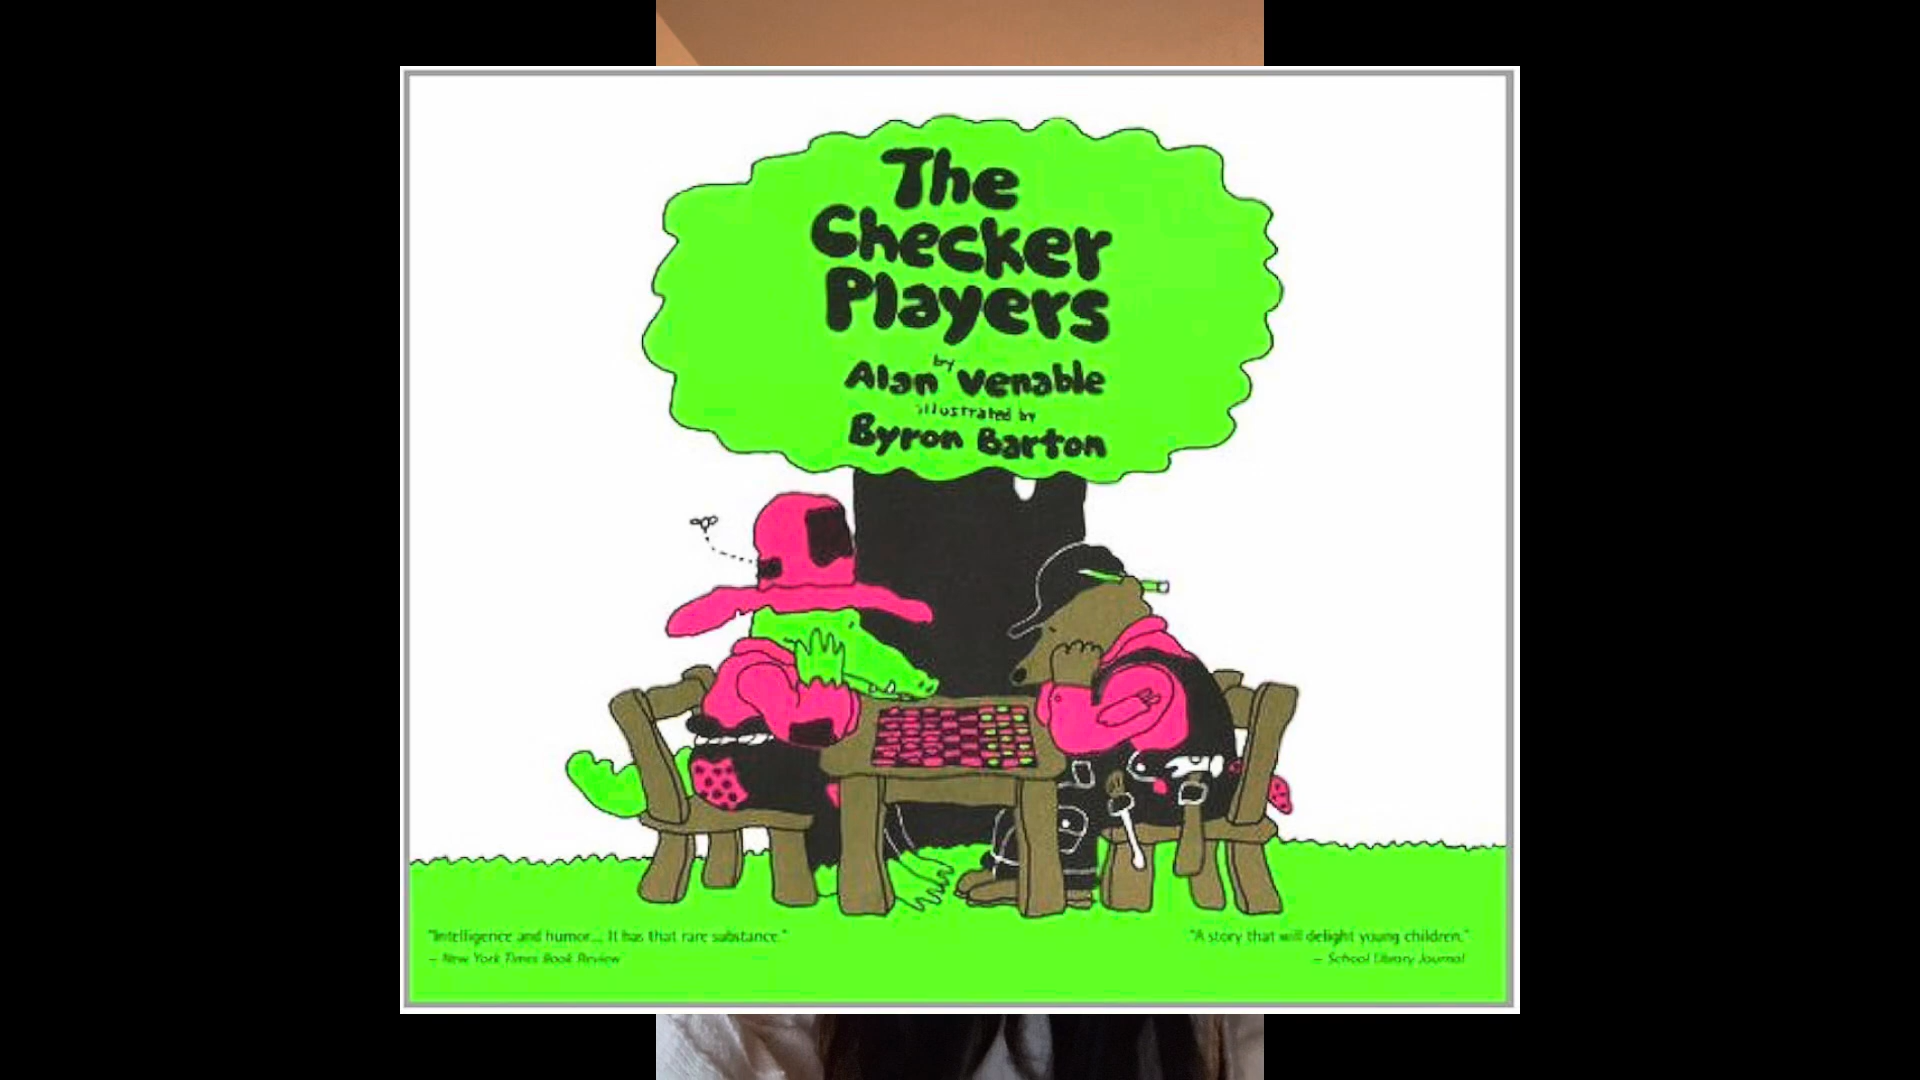 The
Checker
Players
by
Alan Venable
illustrated by
Byron Barton
"Intelligence and humor... It has that rare substance."
– New York Times Book Review
"A story that will delight young children."
– School Library Journal